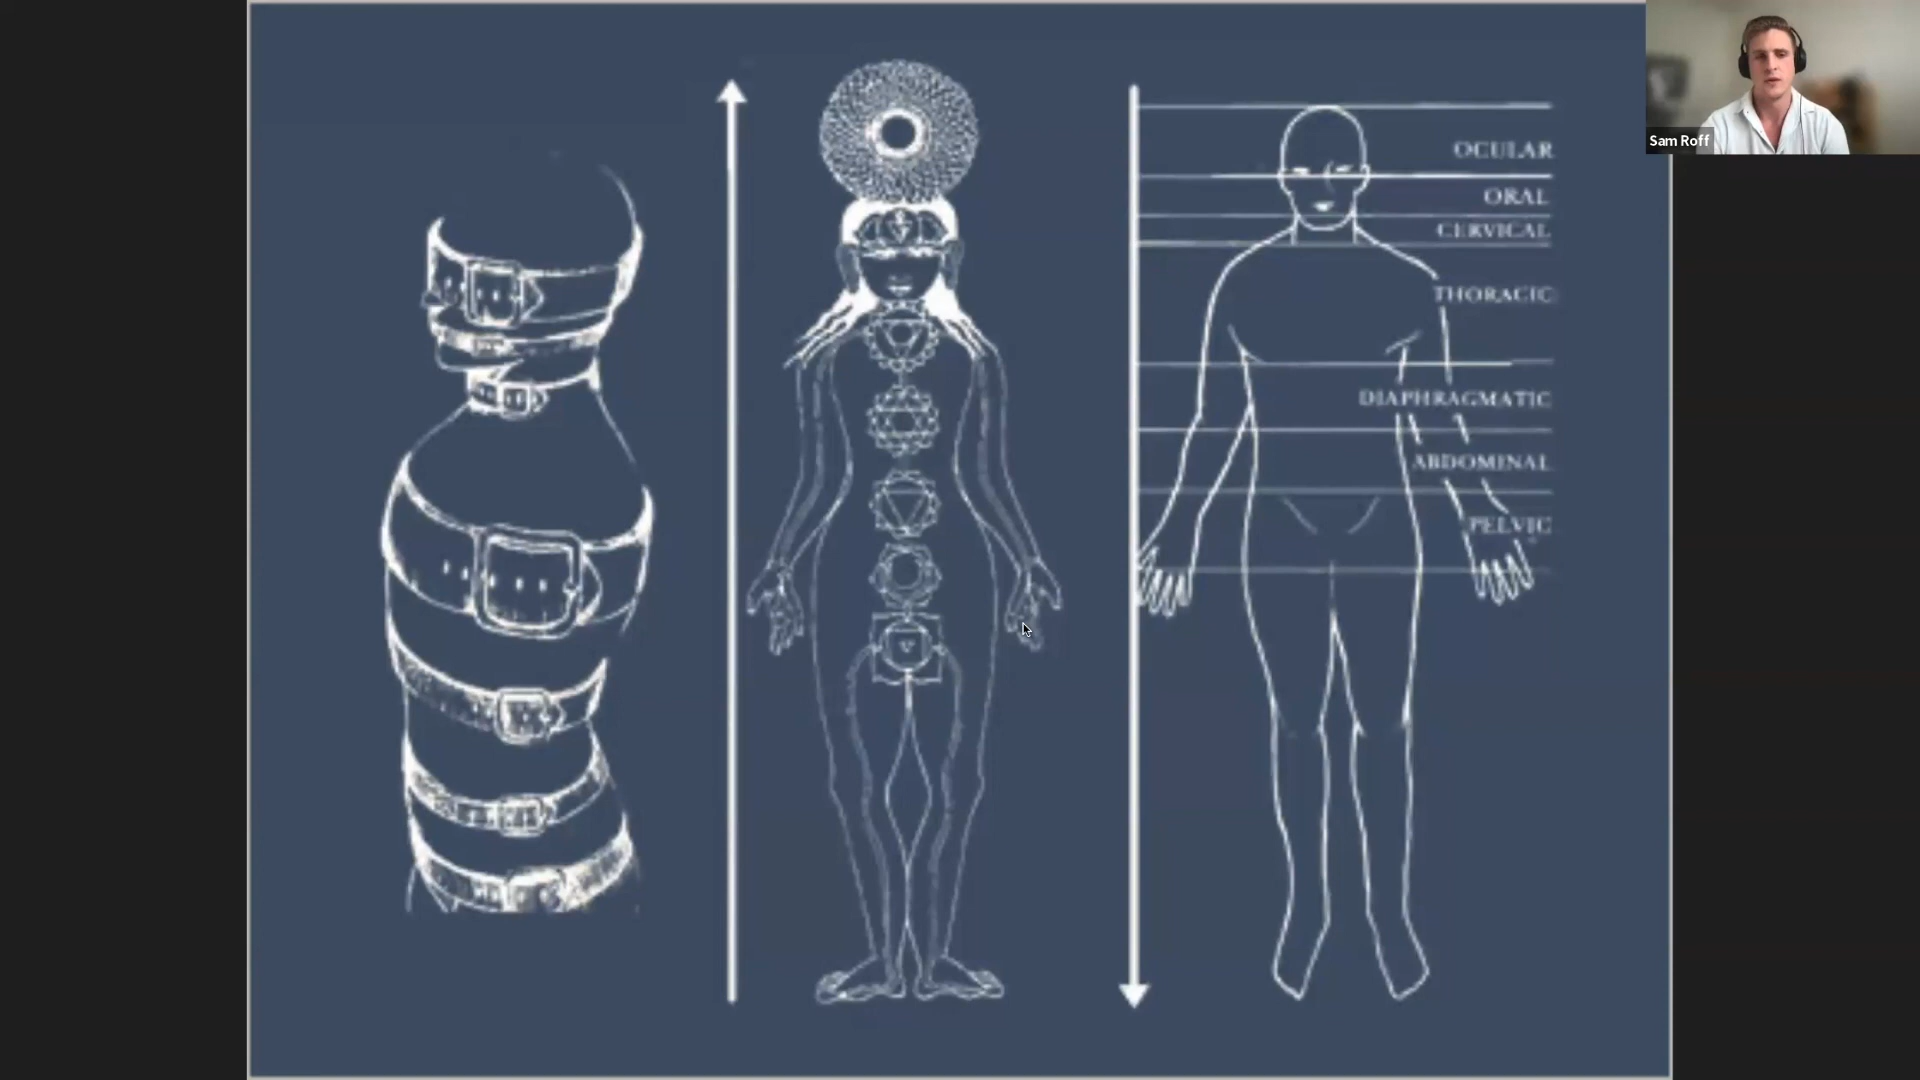 Sam Roff
OCULAR
ORAL
CERVICAL
THORACIC
DIAPHRAGMATIC
ABDOMINAL
PELVIC